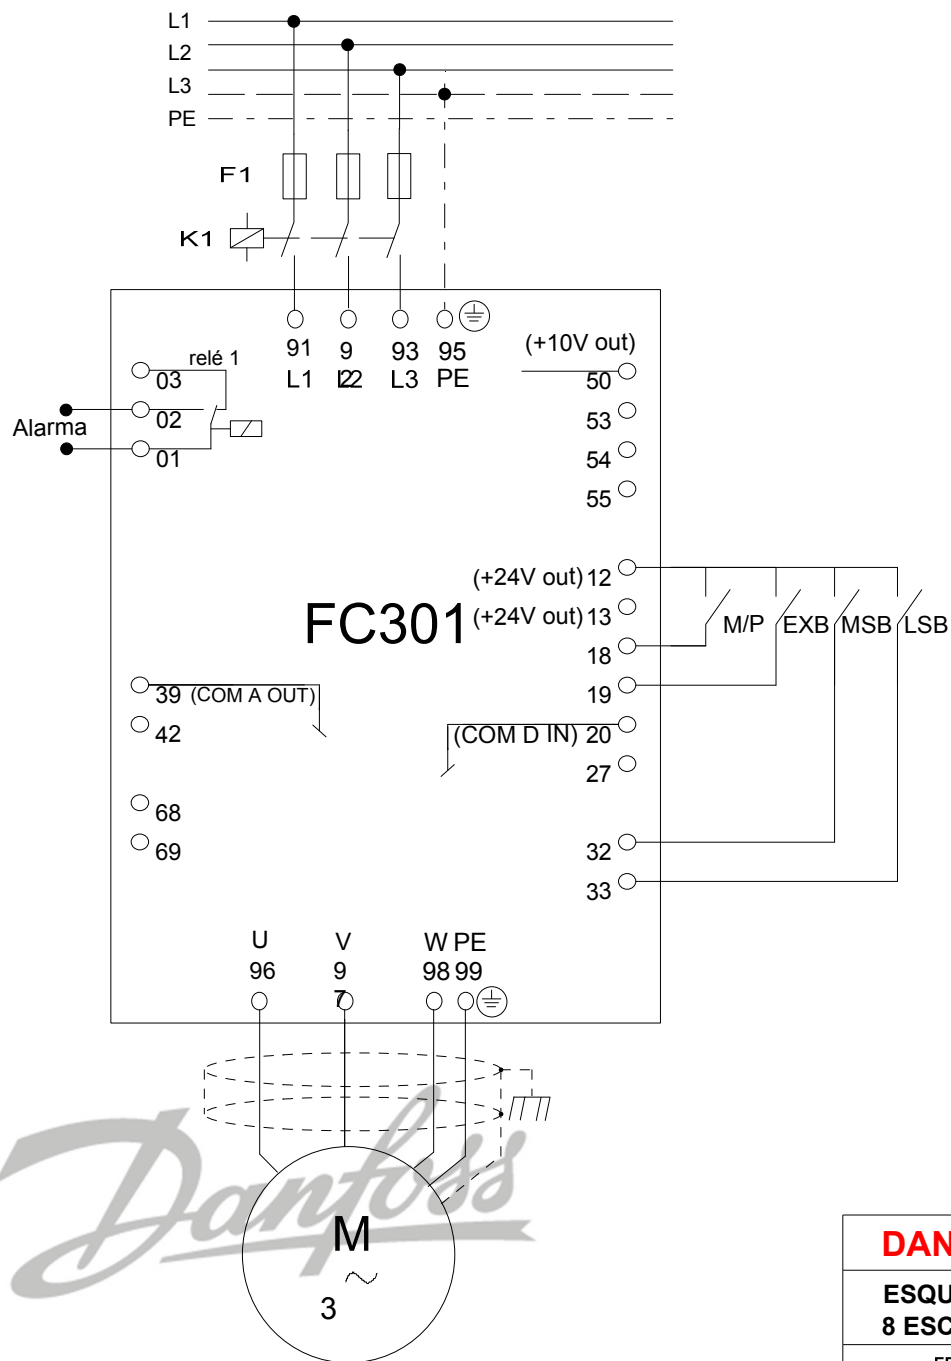 L1
L2
L3
PE
F1
K1
91 92 93 95
L1 L2 L3 PE
relé 1
03
02
01
Alarma
(+10V out)
50
53
54
55
(+24V out) 12
(+24V out) 13
FC301
18
19
M/P EXB MSB LSB
39 (COM A OUT)
42
(COM D IN) 20
27
68
69
32
33
U V W PE
96 97 98 99
Danfoss
M
3
DAN
ESQU
8 ESC